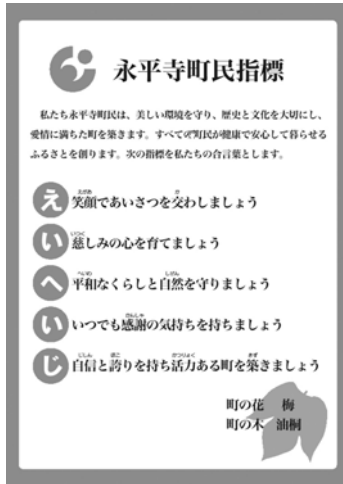 永平寺町民指標
私たち永平寺町民は、美しい環境を守り、歴史と文化を大切にし、
愛情に満ちた町を築きます。すべての町民が健康で安心して暮らせる
ふるさとを創ります。次の指標を私たちの合言葉とします。
え 笑顔であいさつを交わしましょう
い 慈しみの心を育てましょう
へ 平和なくらしと自然を守りましょう
い いつでも感謝の気持ちを持ちましょう
じ 自信と誇りを持ち活力ある町を築きましょう
町の花 梅
町の木 油桐